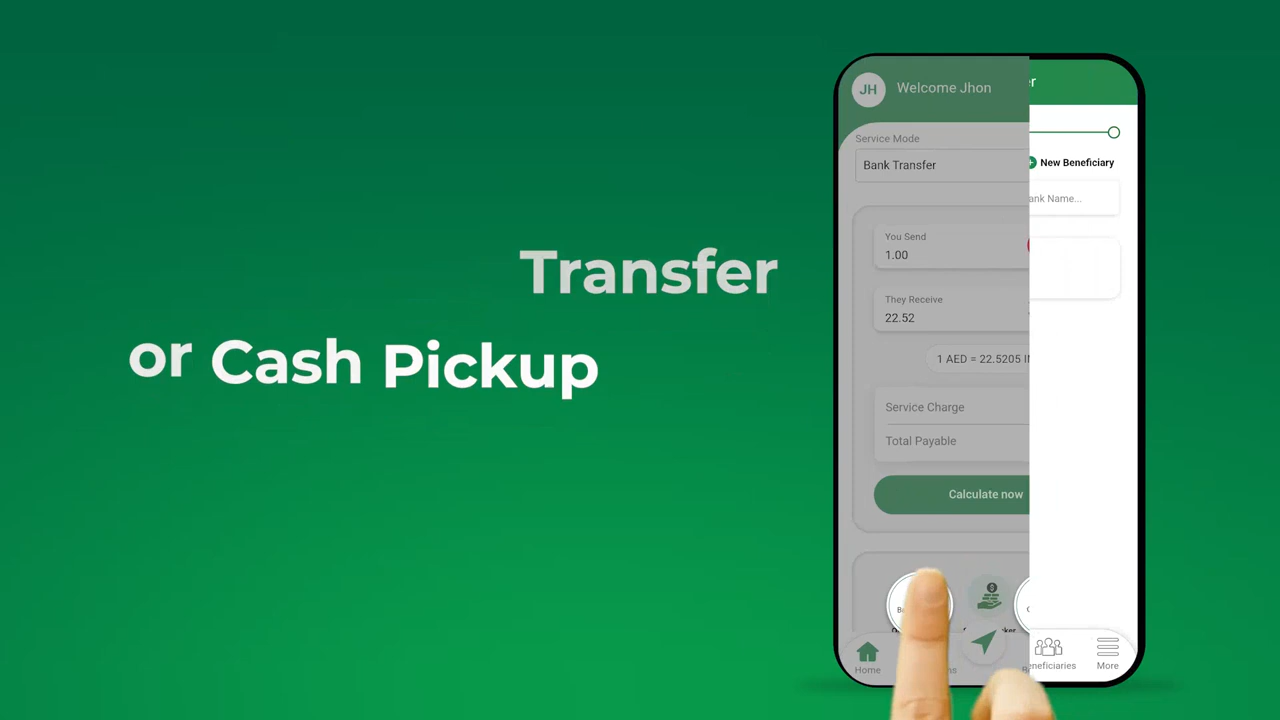 Transfer
or Cash Pickup
JH
Welcome Jhon
Service Mode
Bank Transfer
You Send
1.00
They Receive
22.52
1 AED = 22.5205
Service Charge
Total Payable
Calculate now
Home
New Beneficiary
Name...
More